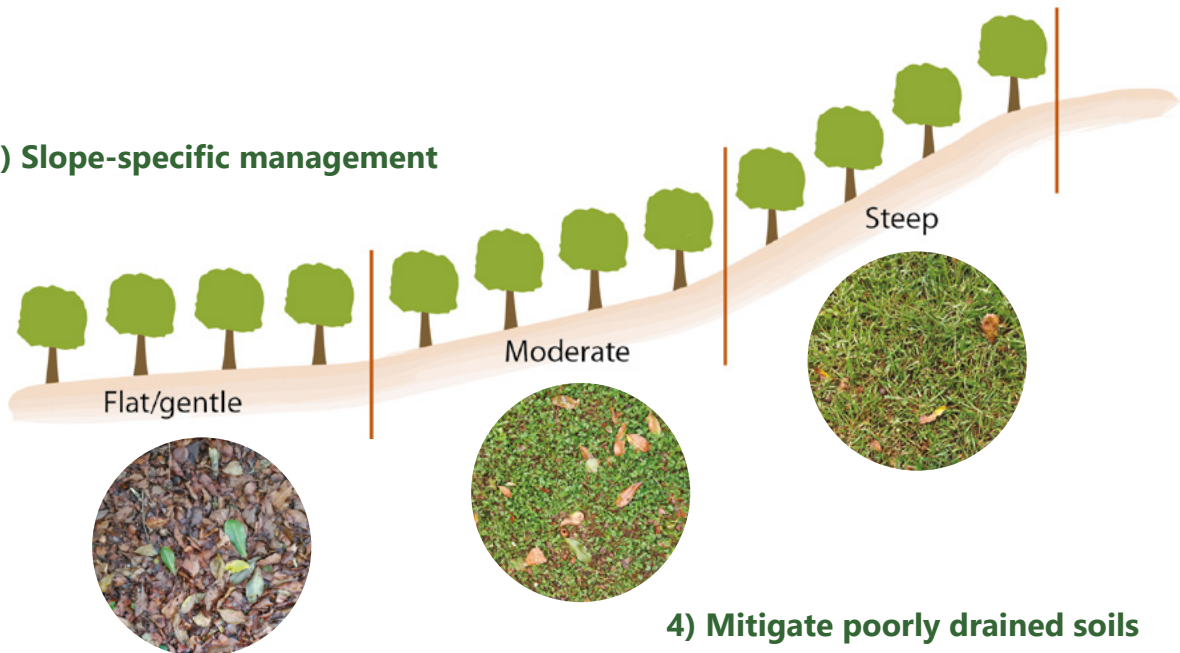 ) Slope-specific management
Steep
Moderate
Flat/gentle
4) Mitigate poorly drained soils